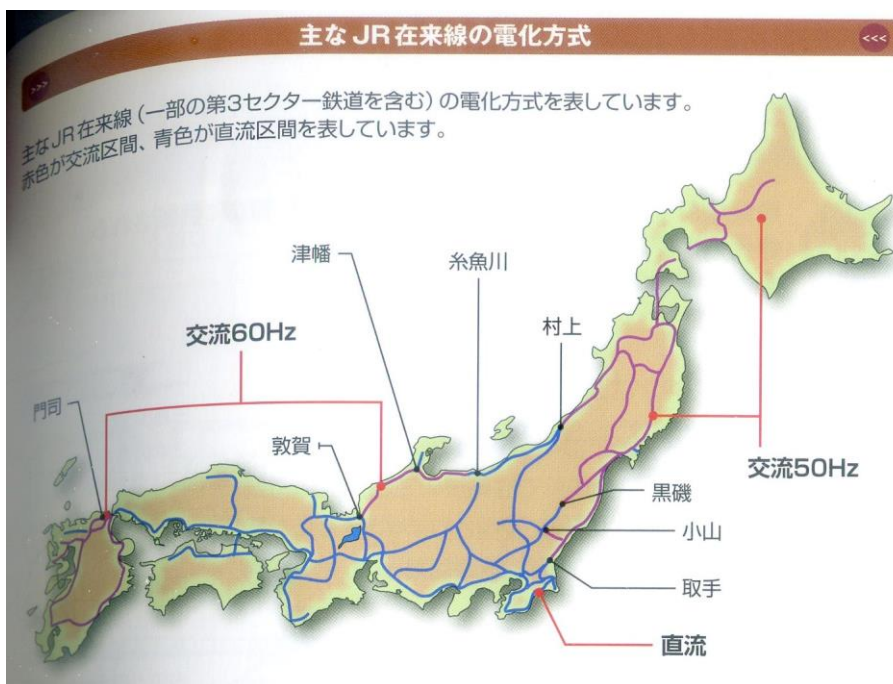 主なJR在来線の電化方式
>>>
<<<
主なJR在来線(一部の第3セクター鉄道を含む)の電化方式を表しています。
赤色が交流区間、青色が直流区間を表しています。
津幡
糸魚川
交流60Hz
村上
門司
敦賀
交流50Hz
黒磯
小山
取手
直流